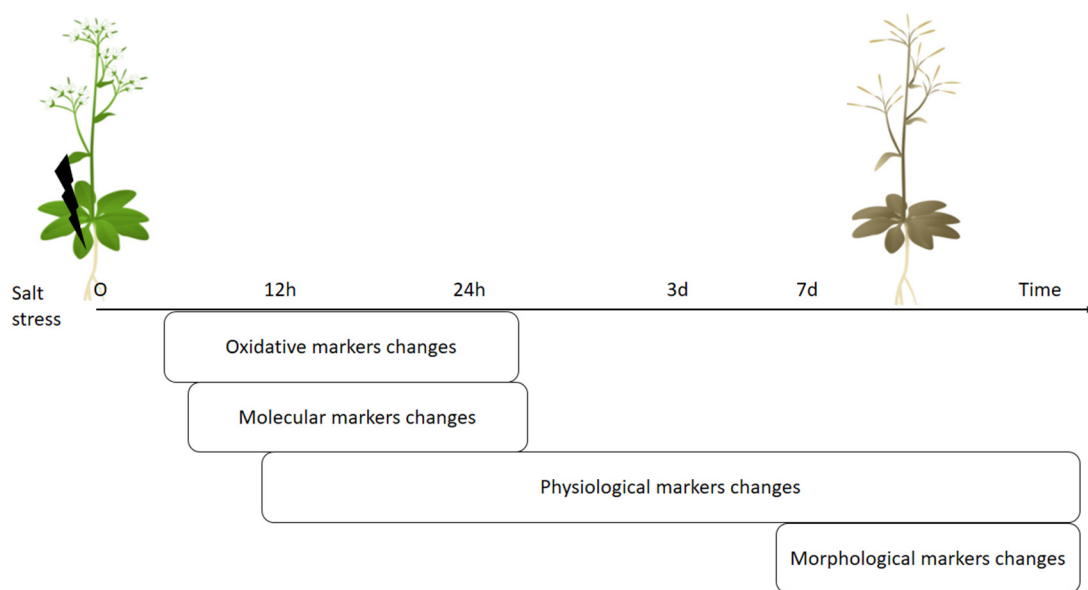 Salt
stress
O
12h
24h
3d
7d
Time
Oxidative markers changes
Molecular markers changes
Physiological markers changes
Morphological markers changes